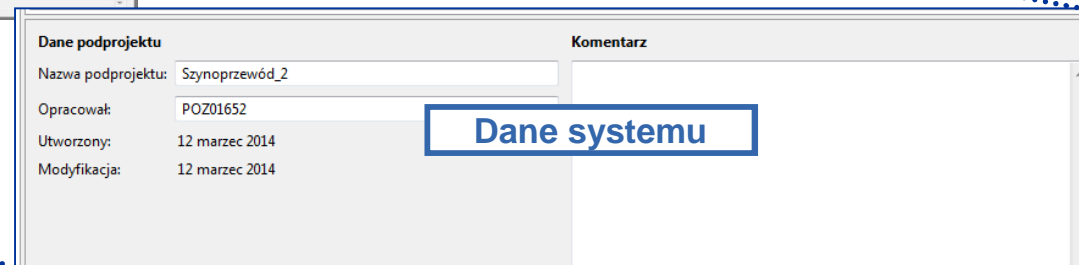 Dane podprojektu
Komentarz
Nazwa podprojektu: Szynoprzewód_2
Opracował: POZ01652
Dane systemu
Utworzony: 12 marzec 2014
Modyfikacja: 12 marzec 2014